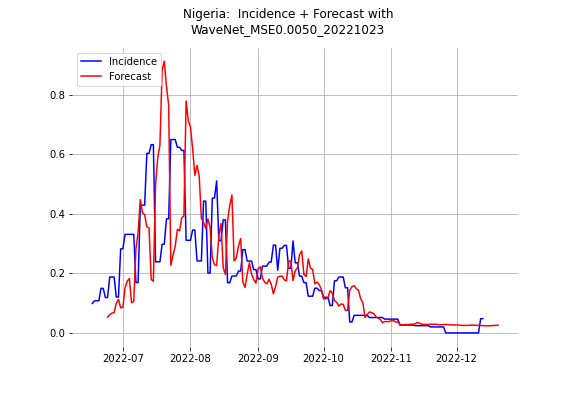 Nigeria:  Incidence + Forecast with
WaveNet_MSE0.0050_20221023
Incidence
Forecast
0.8
0.6
0.4
0.2
0.0
2022-07
2022-08
2022-09
2022-10
2022-11
2022-12